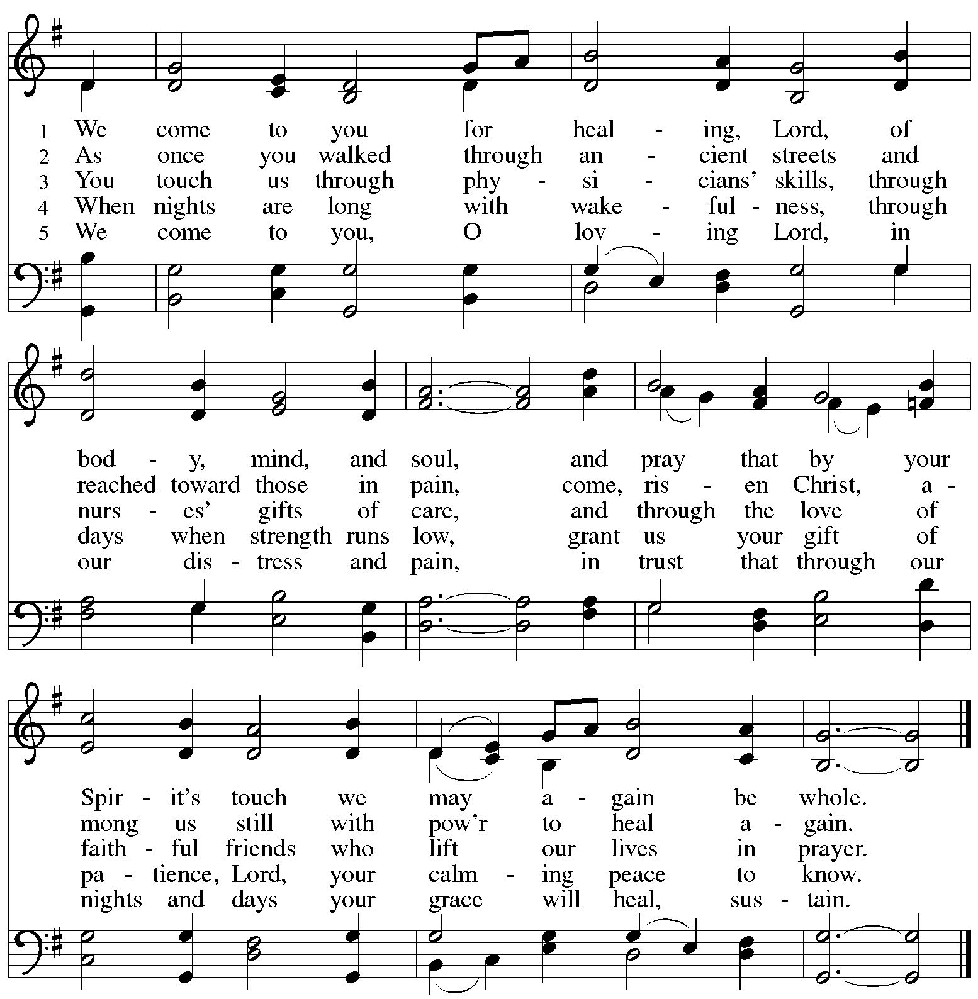 1 We come to you for heal - ing, Lord, of
2 As once you walked through an - cient streets and
3 You touch us through phy - si - cians’ skills, through
4 When nights are long with wake - ful - ness, through
5 We come to you, O lov - ing Lord, in
bod - y, mind, and soul, and pray that by your
reached toward those in pain, come, ris - en Christ, a -
nurs - es’ gifts of care, and through the love of
days when strength runs low, grant us your gift of
our dis - tress and pain, in trust that through our
Spir - it’s touch we may a - gain be whole.
mong us still with pow’r to heal a - gain.
faith - ful friends who lift our lives in prayer.
pa - tience, Lord, your calm - ing peace to know.
nights and days your grace will heal, sus - tain.